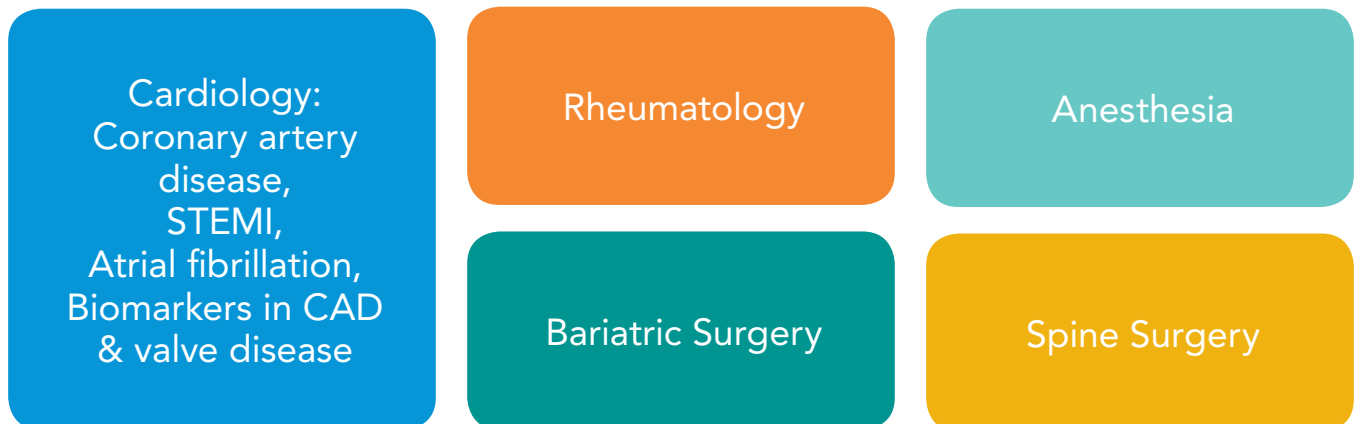 Cardiology:
Coronary artery
disease,
STEMI,
Atrial fibrillation,
Biomarkers in CAD
& valve disease
Rheumatology
Anesthesia
Bariatric Surgery
Spine Surgery